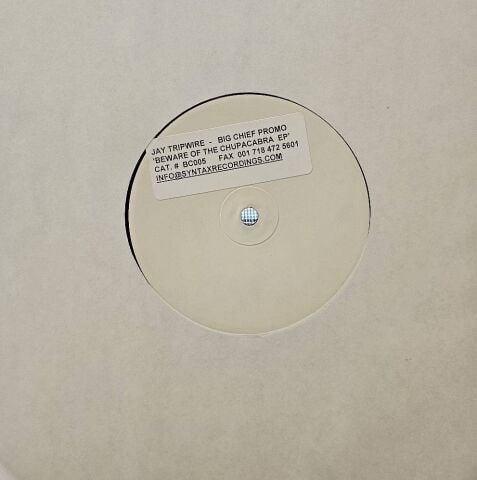 JAY TRIPWIRE - BIG CHIEF PROMO
'BEWARE OF THE CHUPACABRA EP'
CAT. # BC005 FAX 001 718 472 5601
INFO@SYNTAXRECORDINGS.COM